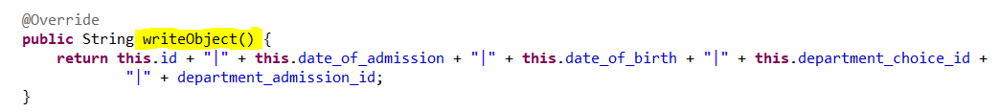 @Override
public String writeObject() {
return this.id + "|" + this.date_of_admission + "|" + this.date_of_birth + "|" + this.department_choice_id +
"|" + department_admission_id;
}